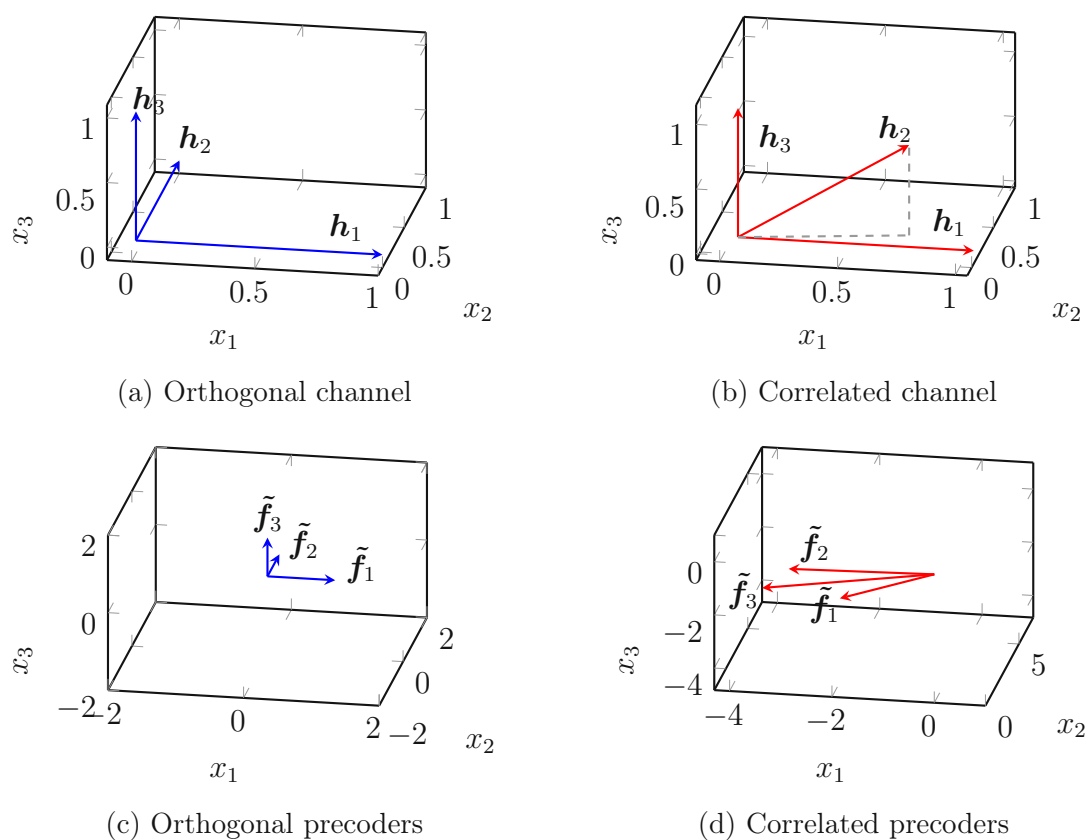 h₃
h₂
h₁
1
0.5
0
0
0.5
1
0
0.5
1
x₃
x₁
x₂
(a) Orthogonal channel
h₂
h₃
h₁
1
0.5
0
0
0.5
1
0
0.5
1
x₃
x₁
x₂
(b) Correlated channel
f̃₃
f̃₂
f̃₁
2
0
−2
−2
0
2
−2
0
2
x₃
x₁
x₂
(c) Orthogonal precoders
f̃₂
f̃₃
f̃₁
0
−2
−4
−4
−2
0
0
5
x₃
x₁
x₂
(d) Correlated precoders